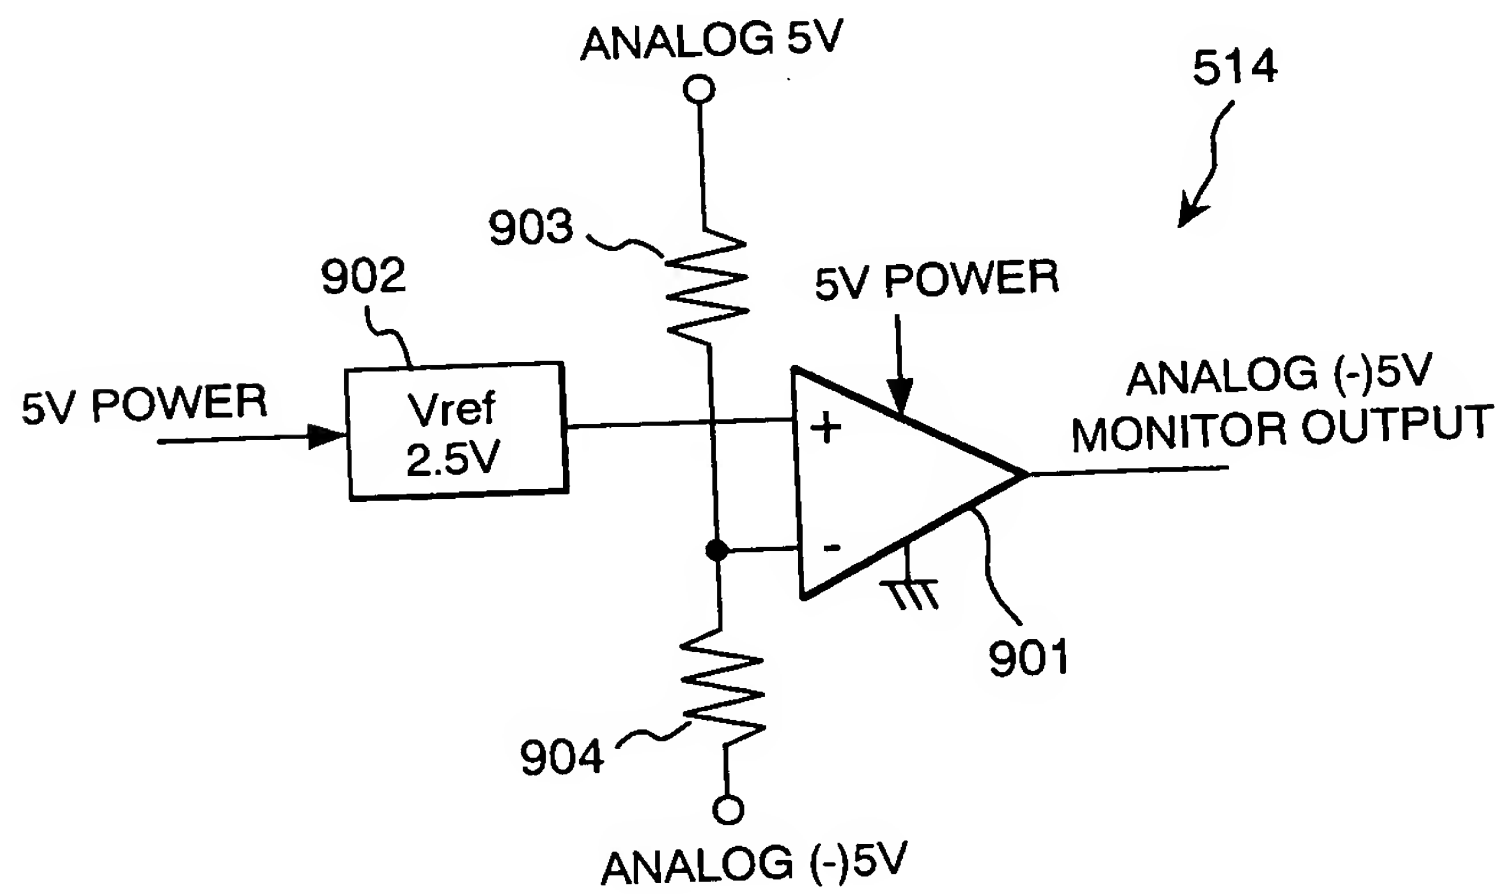 ANALOG 5V
514
903
902
5V POWER
5V POWER
Vref
2.5V
ANALOG (-)5V
MONITOR OUTPUT
+
-
901
904
ANALOG (-)5V